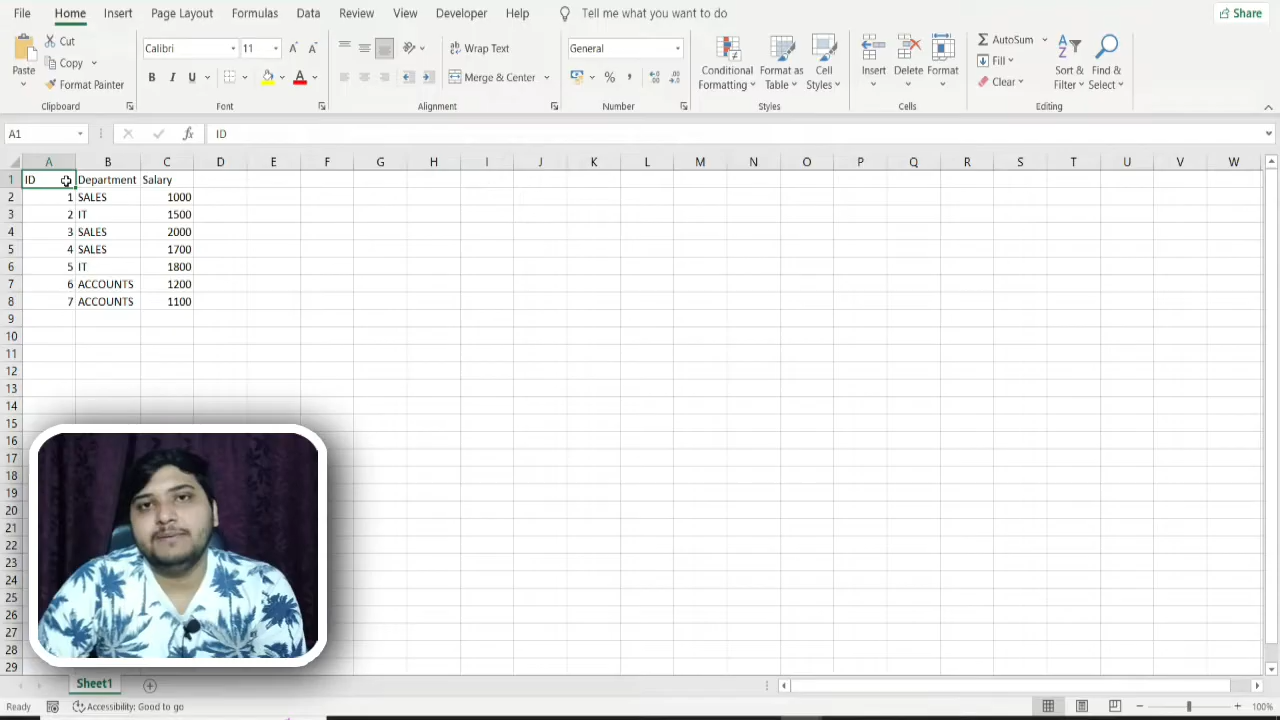 File Home Insert Page Layout Formulas Data Review View Developer Help Tell me what you want to do Share
Paste Cut Copy Format Painter Clipboard
Calibri 11 B I U A Font
Wrap Text Merge & Center Alignment
General % , Number
Conditional Formatting Format as Table Cell Styles Styles
Insert Delete Format Cells
AutoSum Fill Clear Sort & Filter Find & Select Editing
A1 fx ID
A B C D E F G H I J K L M N O P Q R S T U V W
1 ID Department Salary
2 1 SALES 1000
3 2 IT 1500
4 3 SALES 2000
5 4 SALES 1700
6 5 IT 1800
7 6 ACCOUNTS 1200
8 7 ACCOUNTS 1100
9
10
11
12
13
14
15
16
17
18
19
20
21
22
23
24
25
26
27
28
29
Sheet1
Ready Accessibility: Good to go 100%